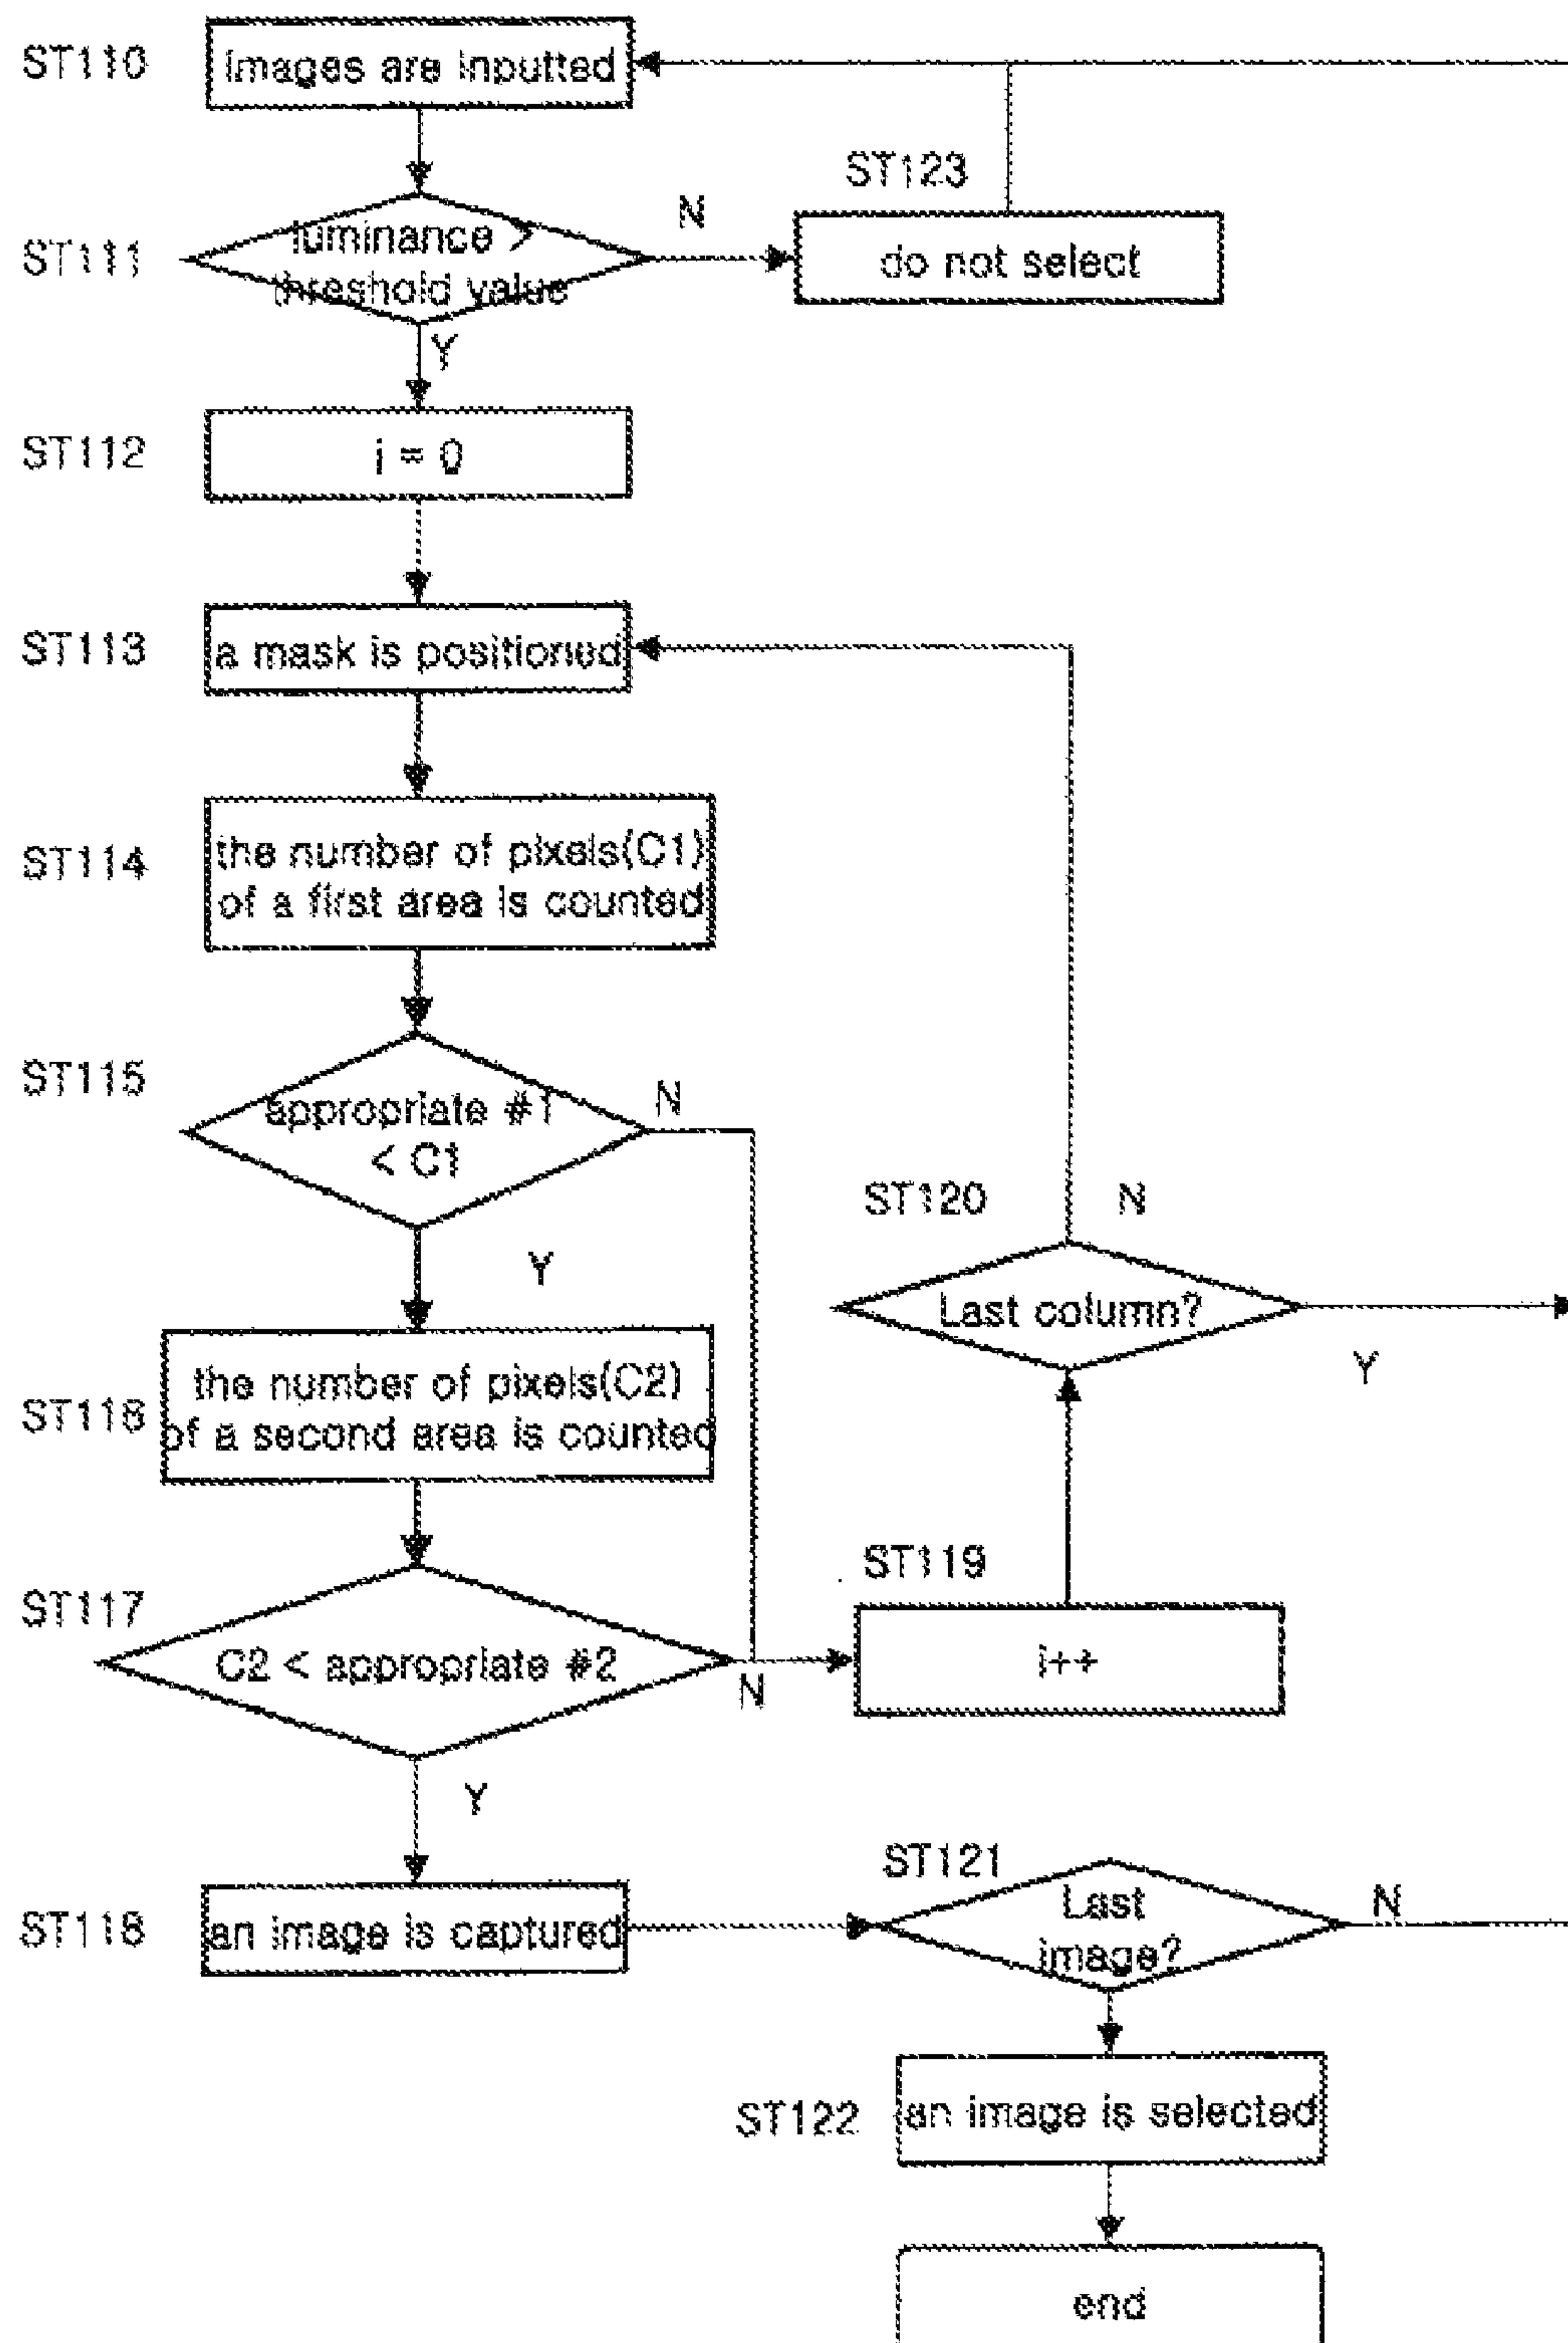 ST110
Images are inputted
ST123
N
ST111
luminance >
threshold value
do not select
Y
ST112
i = 0
ST113
a mask is positioned
ST114
the number of pixels(C1)
of a first area is counted
ST115
appropriate #1
< C1
N
Y
ST120
N
Last column?
Y
ST116
the number of pixels(C2)
of a second area is counted
ST119
ST117
C2 < appropriate #2
N
i++
Y
ST118
an image is captured
ST121
Last
image?
N
ST122
an image is selected
end